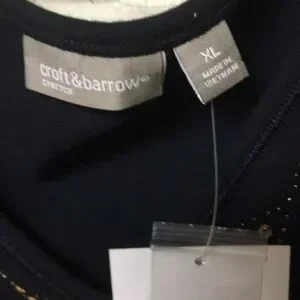 croft&barrow
STRETCH
XL
MADE IN
VIETNAM